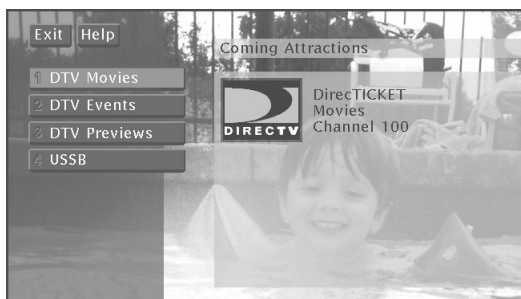 Exit Help
1 DTV Movies
2 DTV Events
3 DTV Previews
4 USSB
Coming Attractions
DIRECTV
DirecTICKET
Movies
Channel 100